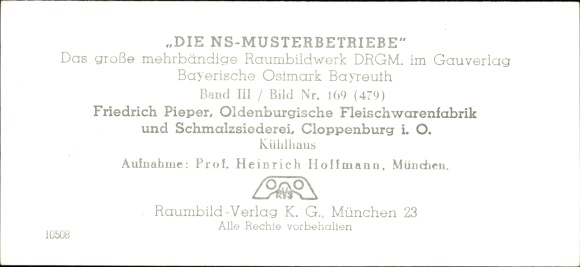 „DIE NS-MUSTERBETRIEBE"
Das große mehrbändige Raumbildwerk DRGM. im Gauverlag
Bayerische Ostmark Bayreuth
Band III / Bild Nr. 169 (479)
Friedrich Pieper, Oldenburgische Fleischwarenfabrik
und Schmalzsiederei, Cloppenburg i. O.
Kühlhaus
Aufnahme: Prof. Heinrich Hoffmann, München.
Raumbild-Verlag K. G., München 23
Alle Rechte vorbehalten
10508